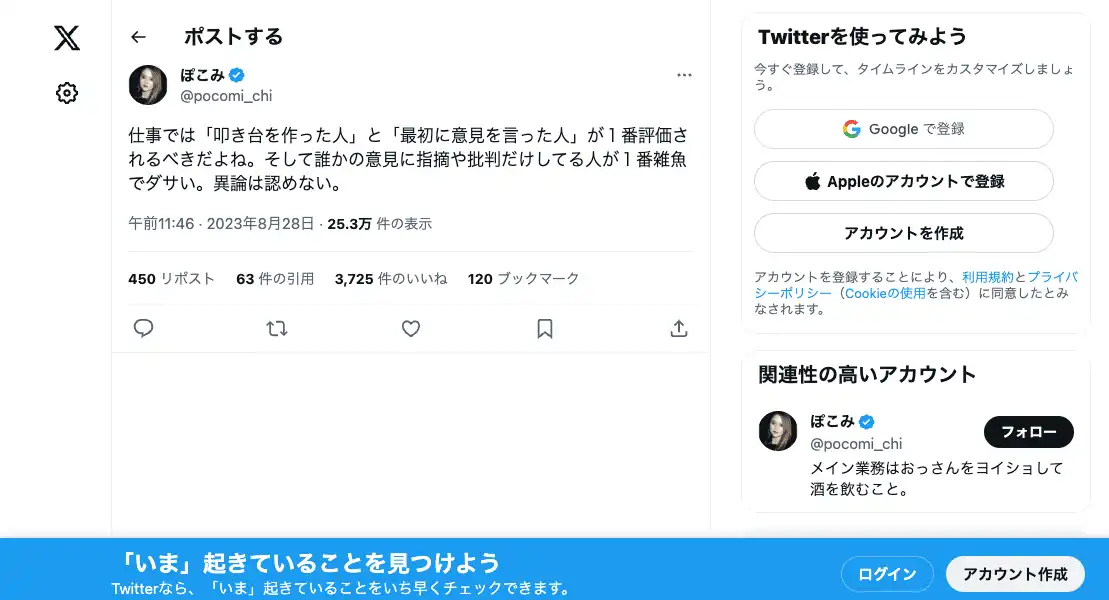 ポストする
ぽこみ
@pocomi_chi
仕事では「叩き台を作った人」と「最初に意見を言った人」が１番評価さ
れるべきだよね。そして誰かの意見に指摘や批判だけしてる人が１番雑魚
でダサい。異論は認めない。
午前11:46 · 2023年8月28日 · 25.3万 件の表示
450 リポスト 63 件の引用 3,725 件のいいね 120 ブックマーク
Twitterを使ってみよう
今すぐ登録して、タイムラインをカスタマイズしましょ
う。
Google で登録
Appleのアカウントで登録
アカウントを作成
アカウントを登録することにより、利用規約とプライバ
シーポリシー（Cookieの使用を含む）に同意したとみ
なされます。
関連性の高いアカウント
ぽこみ
@pocomi_chi
フォロー
メイン業務はおっさんをヨイショして
酒を飲むこと。
「いま」起きていることを見つけよう
Twitterなら、「いま」起きていることをいち早くチェックできます。
ログイン
アカウント作成